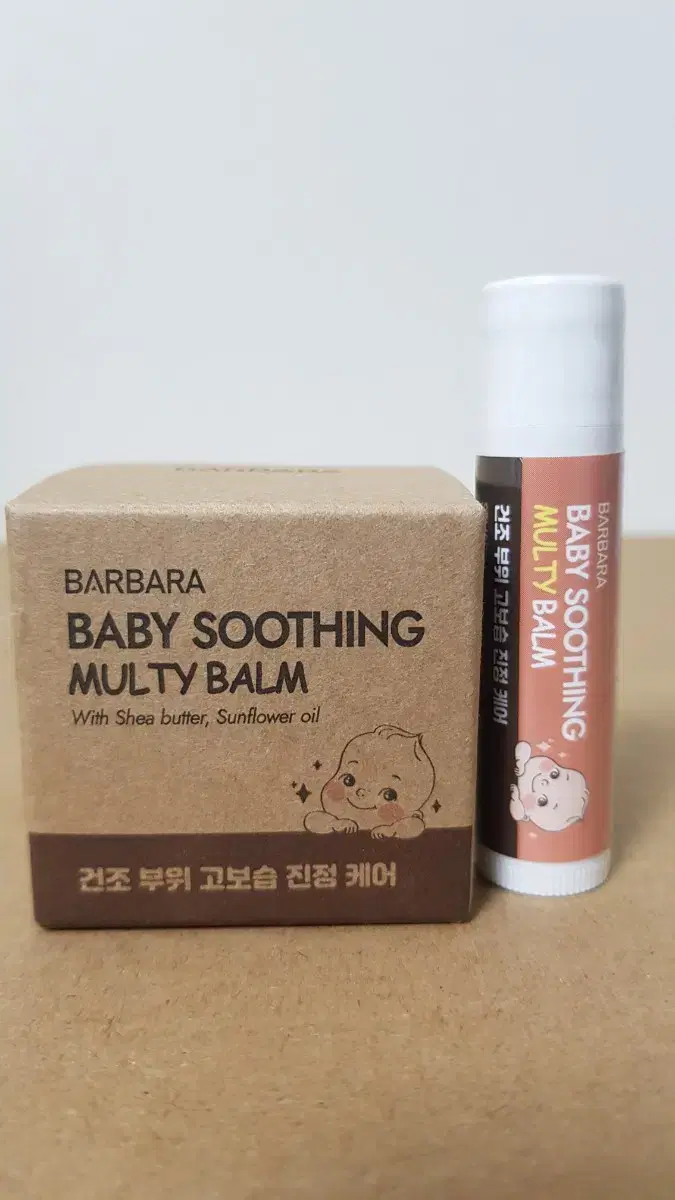 BARBARA
BARBARA
BABY SOOTHING
MULTY BALM
With Shea butter, Sunflower oil
건조 부위 고보습 진정 케어
BARBARA
BABY SOOTHING
MULTY BALM
건조 부위 고보습 진정 케어